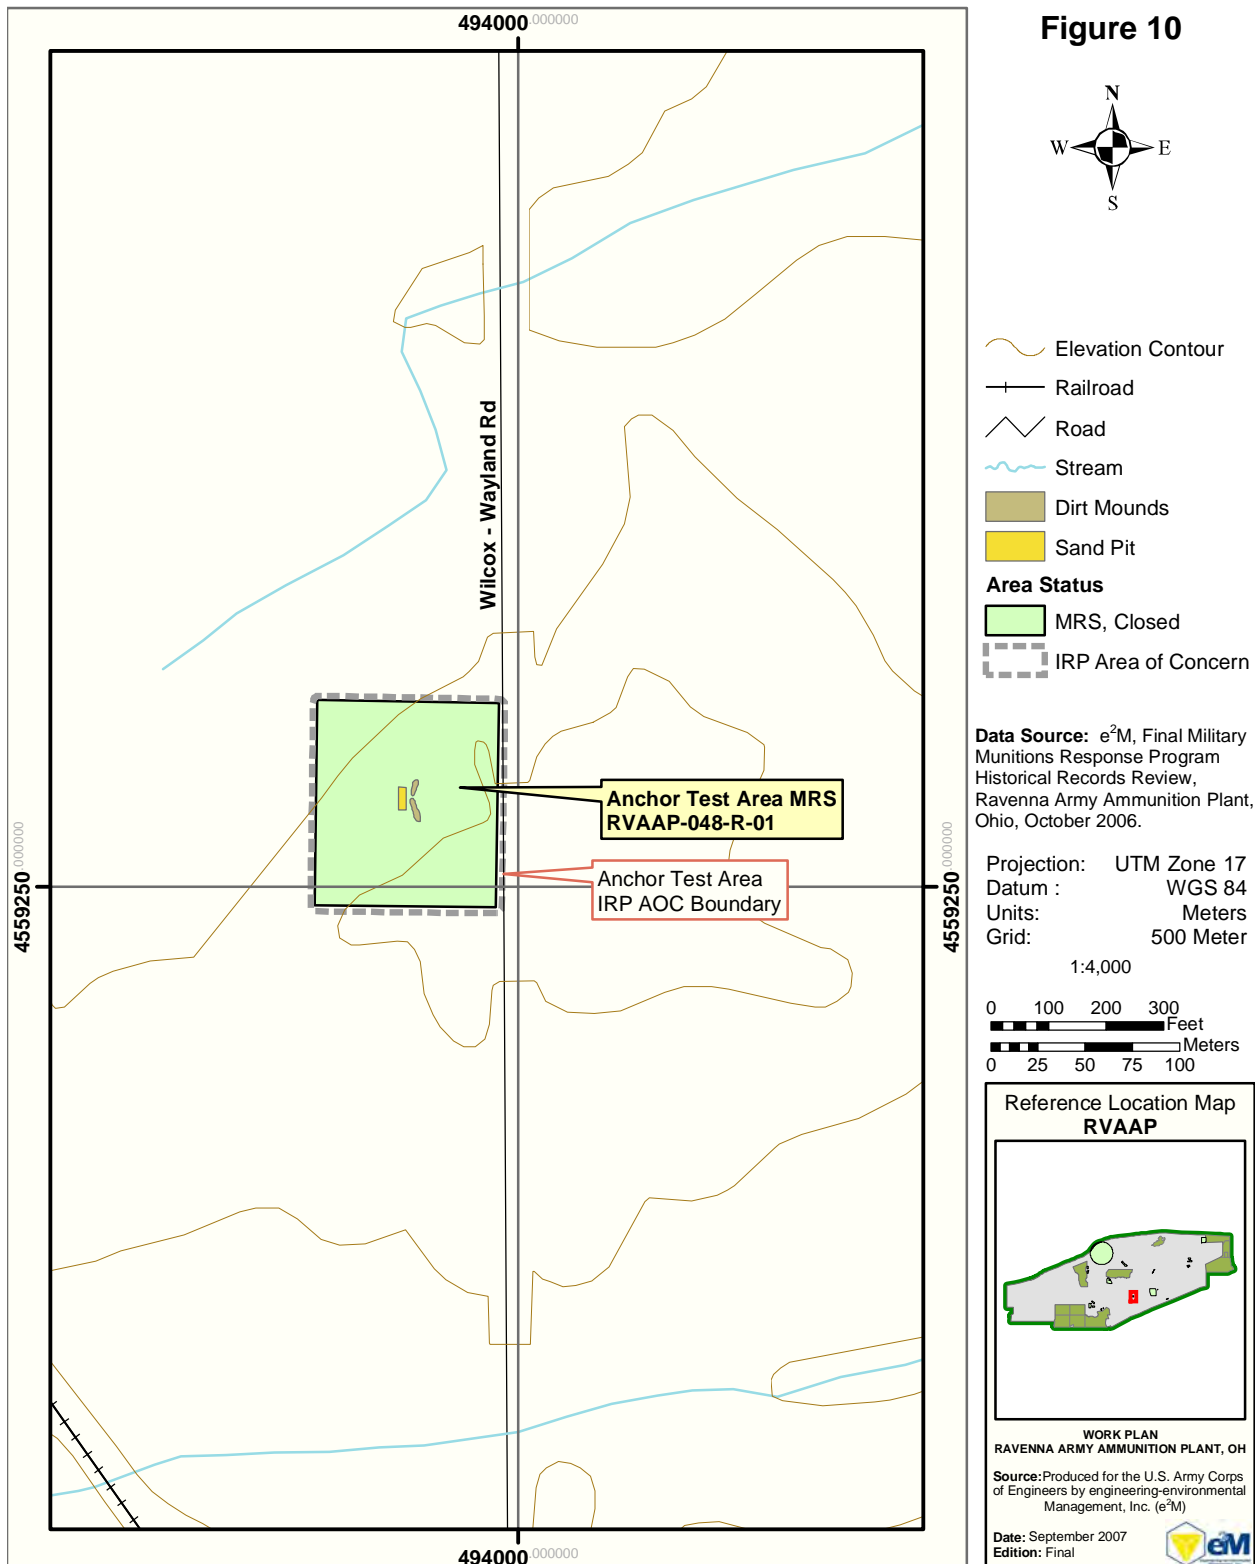 494000.000000
Figure 10
N
W E
S
Elevation Contour
Railroad
Road
Stream
Dirt Mounds
Sand Pit
Area Status
MRS, Closed
IRP Area of Concern
Wilcox - Wayland Rd
Anchor Test Area MRS
RVAAP-048-R-01
Anchor Test Area
IRP AOC Boundary
4559250.000000
4559250.000000
Data Source: e2M, Final Military
Munitions Response Program
Historical Records Review,
Ravenna Army Ammunition Plant,
Ohio, October 2006.
Projection: UTM Zone 17
Datum : WGS 84
Units: Meters
Grid: 500 Meter
1:4,000
0 100 200 300
Feet
Meters
0 25 50 75 100
Reference Location Map
RVAAP
WORK PLAN
RAVENNA ARMY AMMUNITION PLANT, OH
Source:Produced for the U.S. Army Corps
of Engineers by engineering-environmental
Management, Inc. (e2M)
Date: September 2007
Edition: Final
e2M
494000.000000